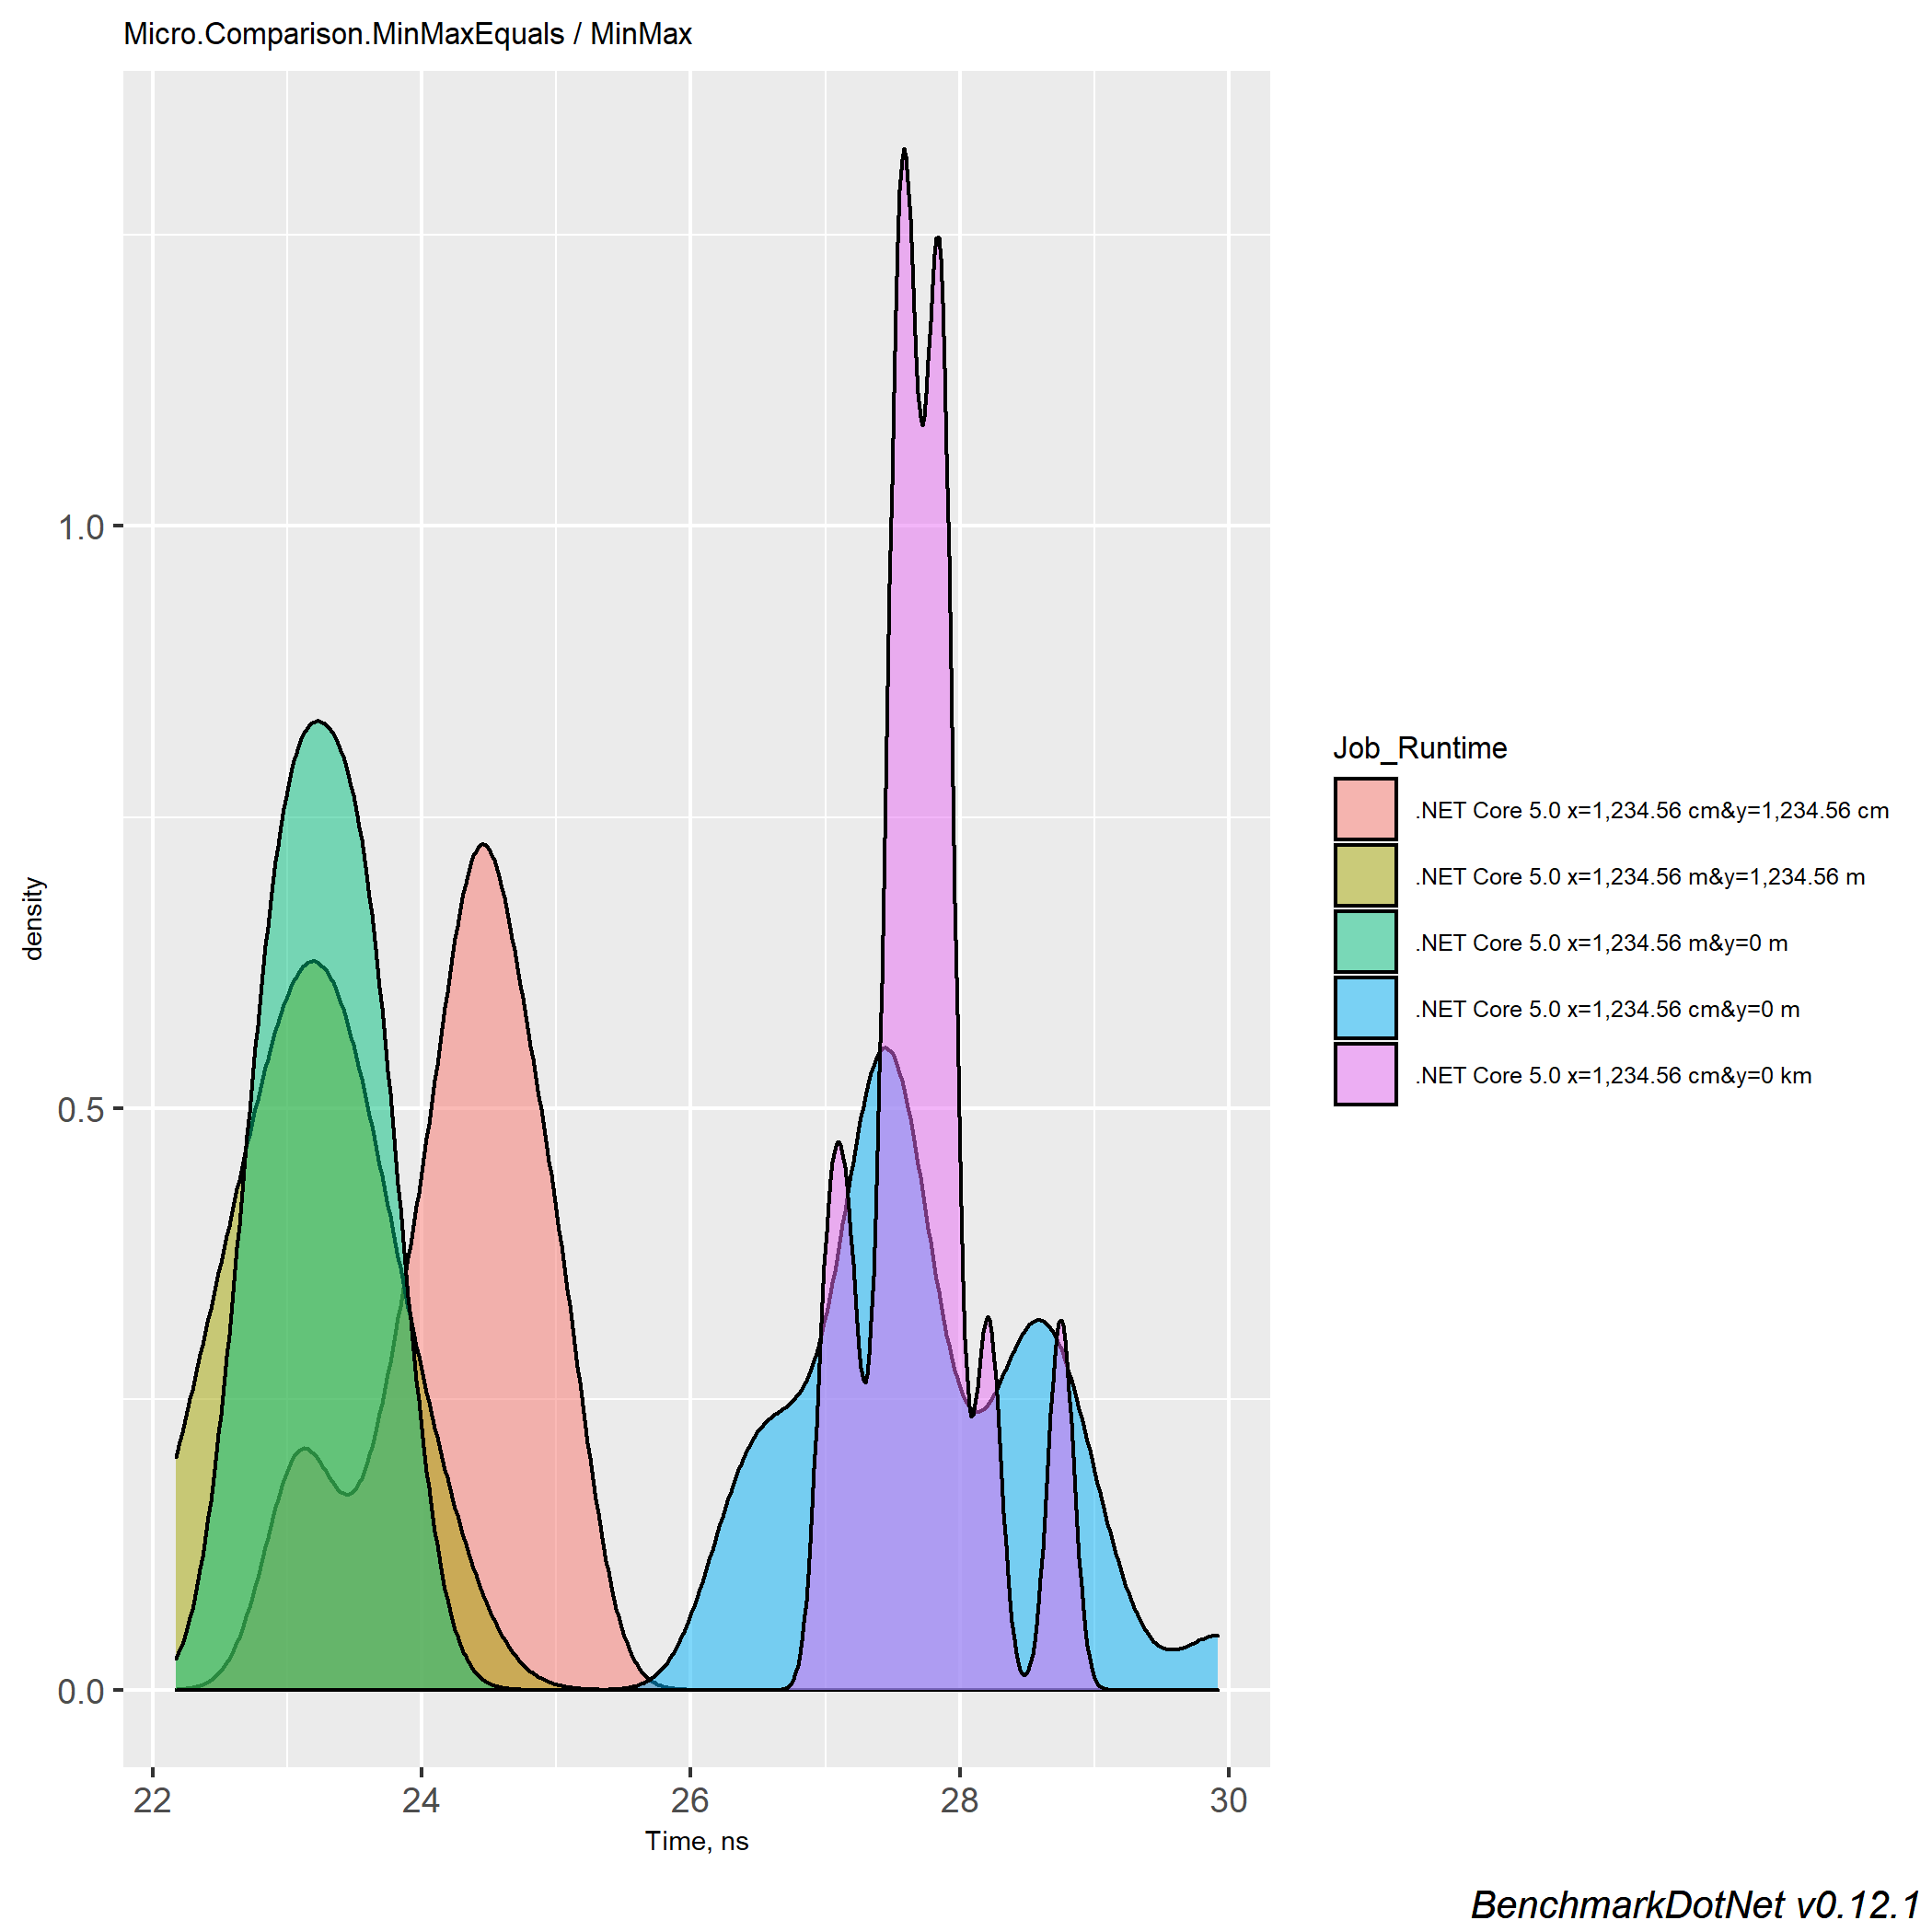 Micro.Comparison.MinMaxEquals / MinMax
1.0
0.5
0.0
density
22 24 26 28 30
Time, ns
Job_Runtime
.NET Core 5.0 x=1,234.56 cm&y=1,234.56 cm
.NET Core 5.0 x=1,234.56 m&y=1,234.56 m
.NET Core 5.0 x=1,234.56 m&y=0 m
.NET Core 5.0 x=1,234.56 cm&y=0 m
.NET Core 5.0 x=1,234.56 cm&y=0 km
BenchmarkDotNet v0.12.1